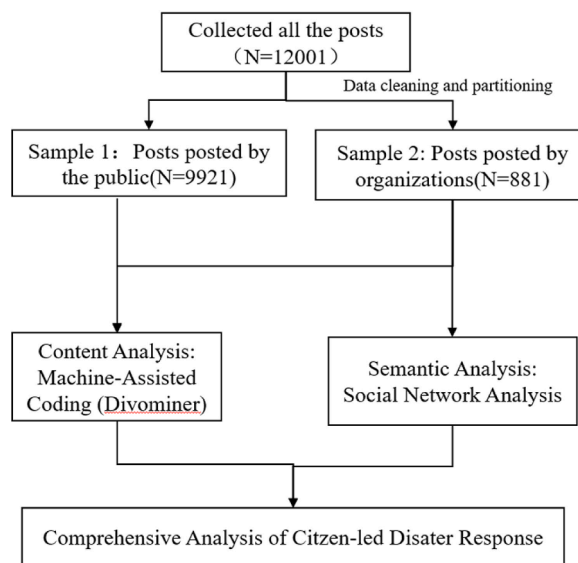 Collected all the posts
（N=12001）
Data cleaning and partitioning
Sample 1：Posts posted by
the public(N=9921)
Sample 2: Posts posted by
organizations(N=881)
Content Analysis:
Machine-Assisted
Coding (Divominer)
Semantic Analysis:
Social Network Analysis
Comprehensive Analysis of Citzen-led Disater Response